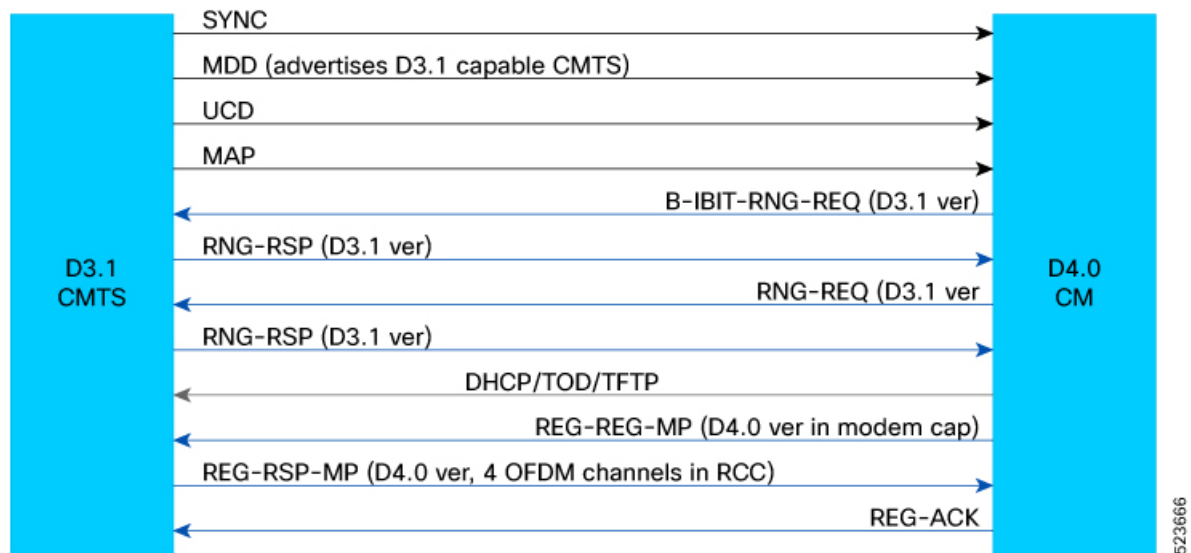 SYNC
MDD (advertises D3.1 capable CMTS)
UCD
MAP
B-IBIT-RNG-REQ (D3.1 ver)
RNG-RSP (D3.1 ver)
D3.1
CMTS
D4.0
CM
RNG-REQ (D3.1 ver
RNG-RSP (D3.1 ver)
DHCP/TOD/TFTP
REG-REG-MP (D4.0 ver in modem cap)
REG-RSP-MP (D4.0 ver, 4 OFDM channels in RCC)
REG-ACK
523666